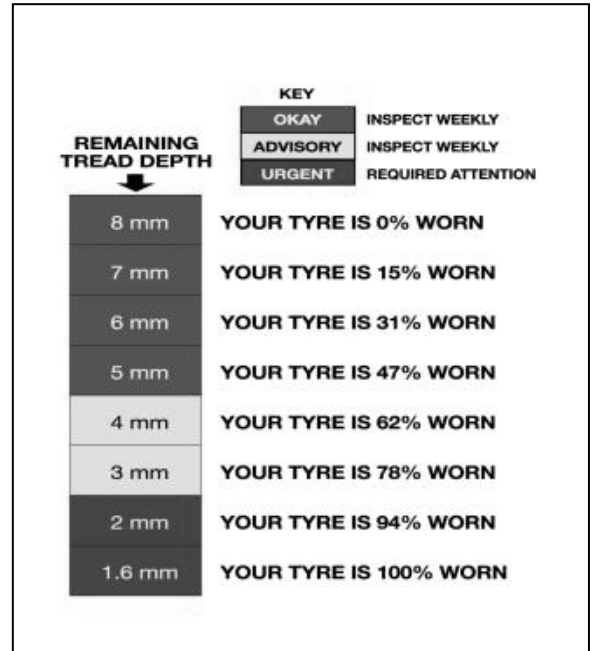 KEY
OKAY INSPECT WEEKLY
ADVISORY INSPECT WEEKLY
URGENT REQUIRED ATTENTION
REMAINING
TREAD DEPTH
8 mm YOUR TYRE IS 0% WORN
7 mm YOUR TYRE IS 15% WORN
6 mm YOUR TYRE IS 31% WORN
5 mm YOUR TYRE IS 47% WORN
4 mm YOUR TYRE IS 62% WORN
3 mm YOUR TYRE IS 78% WORN
2 mm YOUR TYRE IS 94% WORN
1.6 mm YOUR TYRE IS 100% WORN